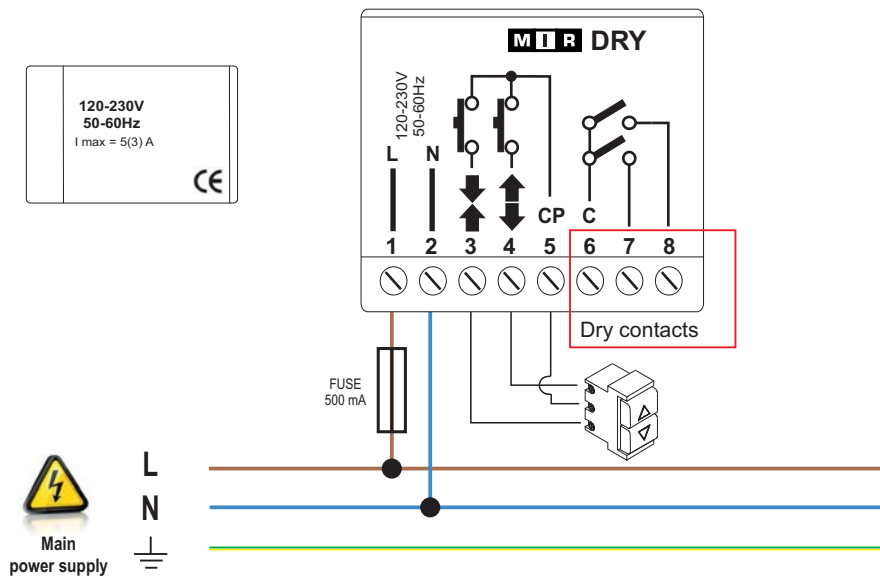 MIR DRY
120-230V
50-60Hz
I max = 5(3) A
CE
120-230V
50-60Hz
L N
CP C
1 2 3 4 5 6 7 8
Dry contacts
FUSE
500 mA
L
N
Main
power supply